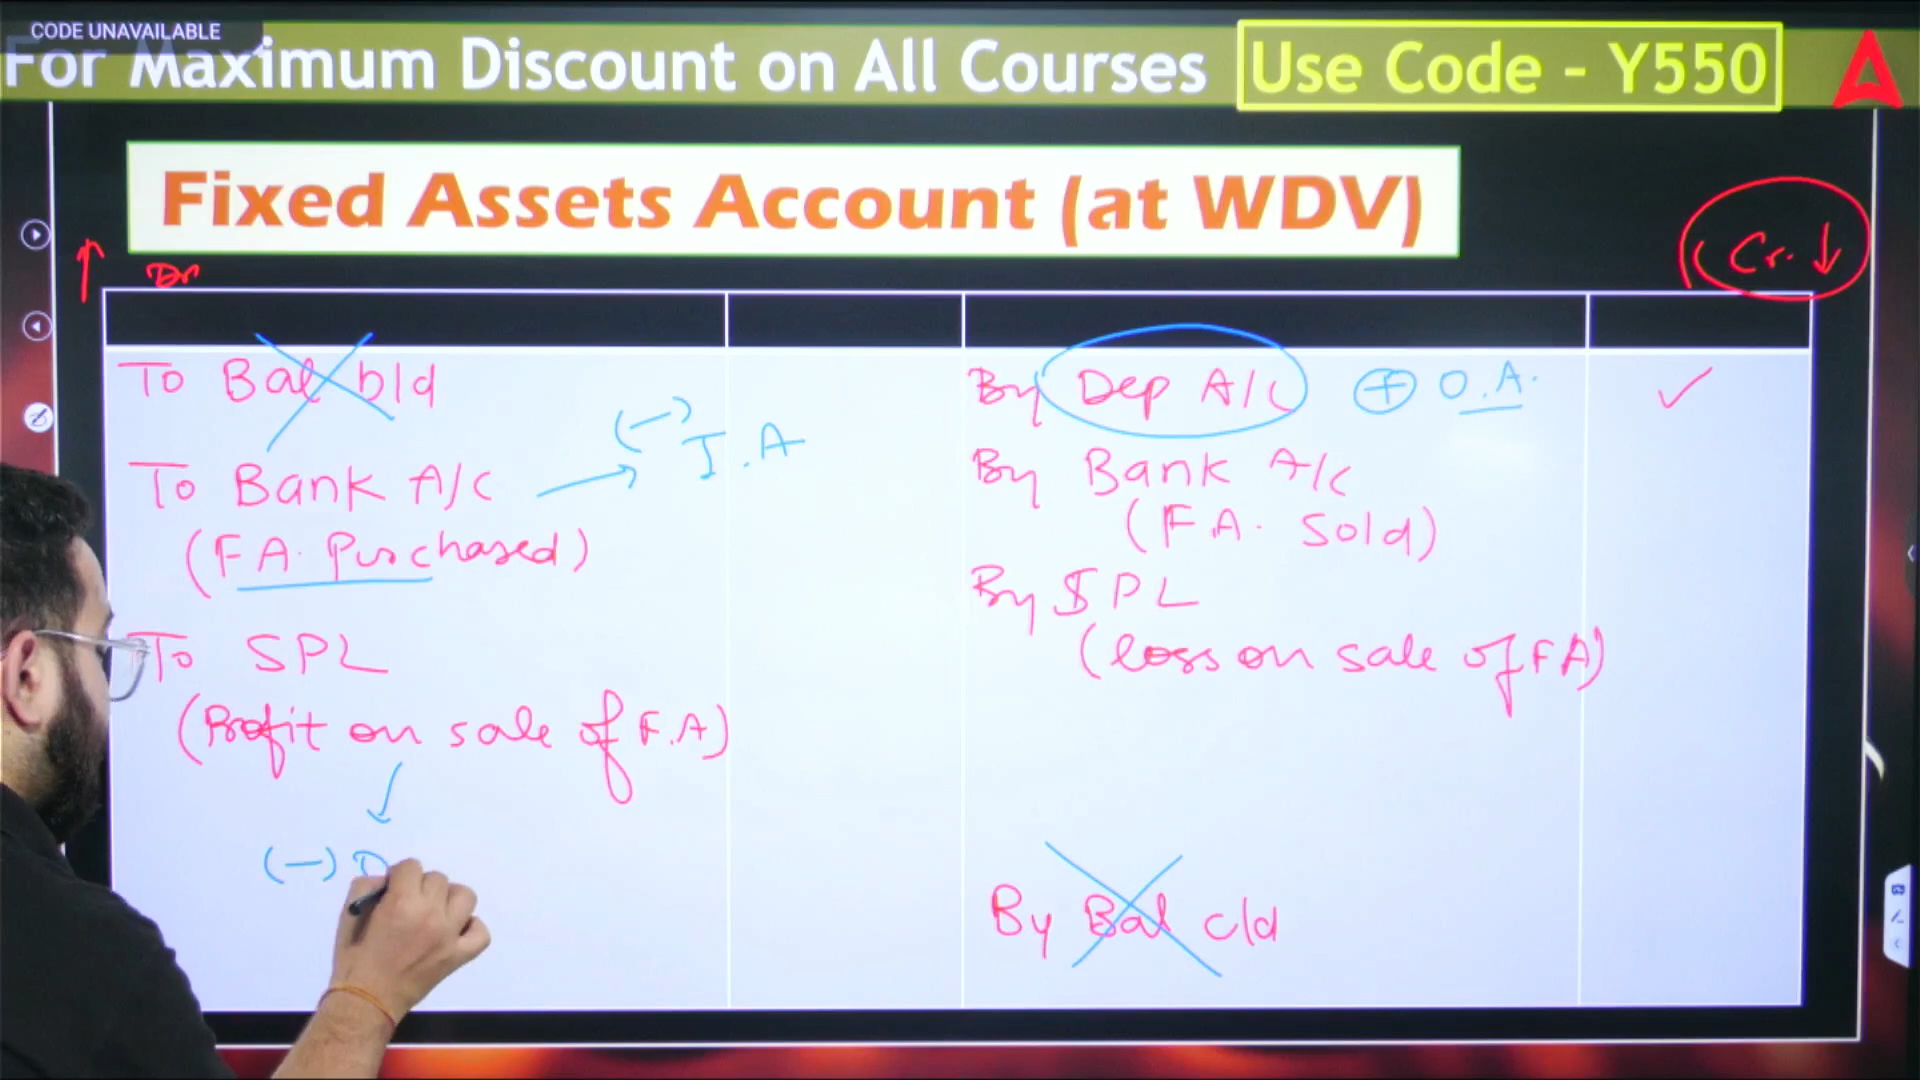 CODE UNAVAILABLE
For Maximum Discount on All Courses Use Code - Y550
Fixed Assets Account (at WDV)
Dr
Cr. ↓
To Bal b/d
By Dep A/c + O.A.
(-) I.A
To Bank A/c
By Bank A/c
(F.A. Sold)
(F A. Purchased)
By SPL
To SPL
(loss on sale of F A)
(Profit on sale of F.A)
(-) D
By Bal c/d